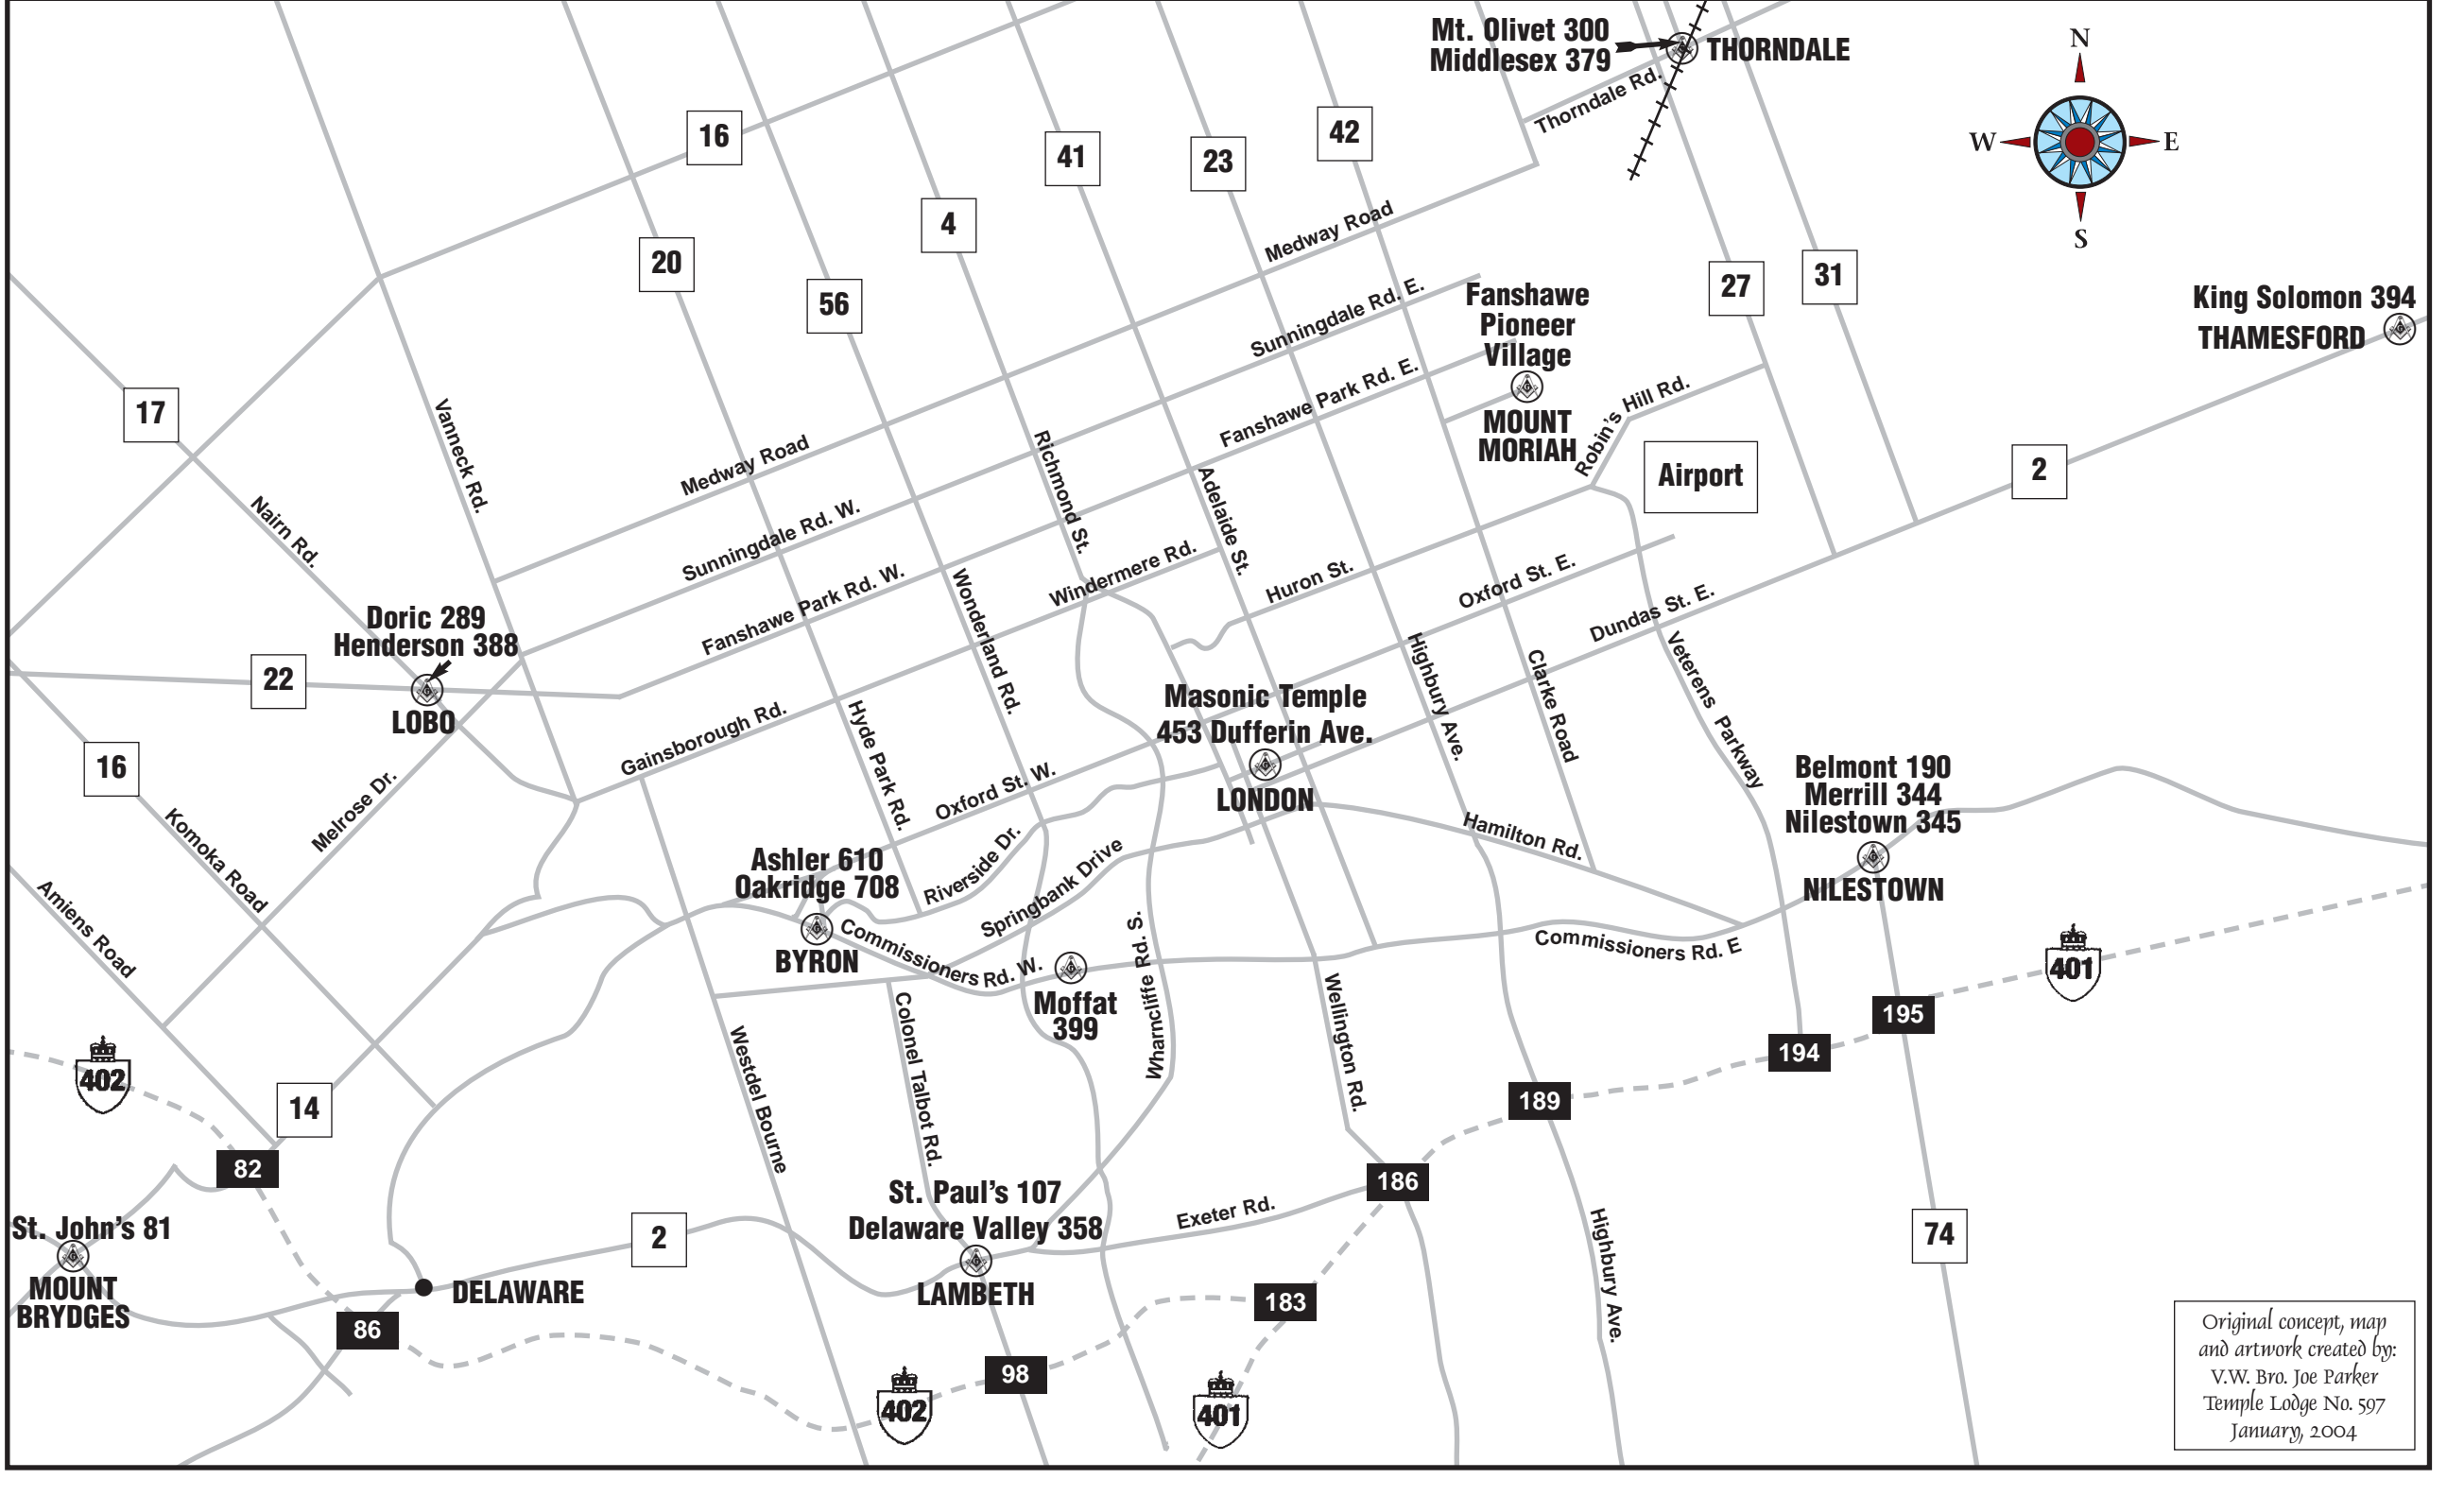 Mt. Olivet 300
Middlesex 379
THORNDALE
Thorndale Rd.
N
W
E
S
16
41
23
42
4
20
56
27
31
King Solomon 394
THAMESFORD
Medway Road
Sunningdale Rd. E.
Fanshawe
Pioneer
Village
MOUNT
MORIAH
Fanshawe Park Rd. E.
Robin's Hill Rd.
Airport
2
17
Vanneck Rd.
Nairn Rd.
Medway Road
Sunningdale Rd. W.
Fanshawe Park Rd. W.
Richmond St.
Adelaide St.
Windermere Rd.
Huron St.
Oxford St. E.
Dundas St. E.
Doric 289
Henderson 388
LOBO
22
16
Wonderland Rd.
Gainsborough Rd.
Hyde Park Rd.
Masonic Temple
453 Dufferin Ave.
LONDON
Highbury Ave.
Clarke Road
Veterens Parkway
Belmont 190
Merrill 344
Nilestown 345
NILESTOWN
Komoka Road
Melrose Dr.
Amiens Road
Oxford St. W.
Riverside Dr.
Springbank Drive
Hamilton Rd.
Ashler 610
Oakridge 708
BYRON
Commissioners Rd. W.
Moffat
399
Wharncliffe Rd. S.
Commissioners Rd. E
401
195
194
189
402
14
82
Westdel Bourne
Colonel Talbot Rd.
Wellington Rd.
186
St. John's 81
MOUNT
BRYDGES
2
DELAWARE
86
St. Paul's 107
Delaware Valley 358
LAMBETH
Exeter Rd.
183
98
402
401
Highbury Ave.
74
Original concept, map
and artwork created by:
V.W. Bro. Joe Parker
Temple Lodge No. 597
January, 2004